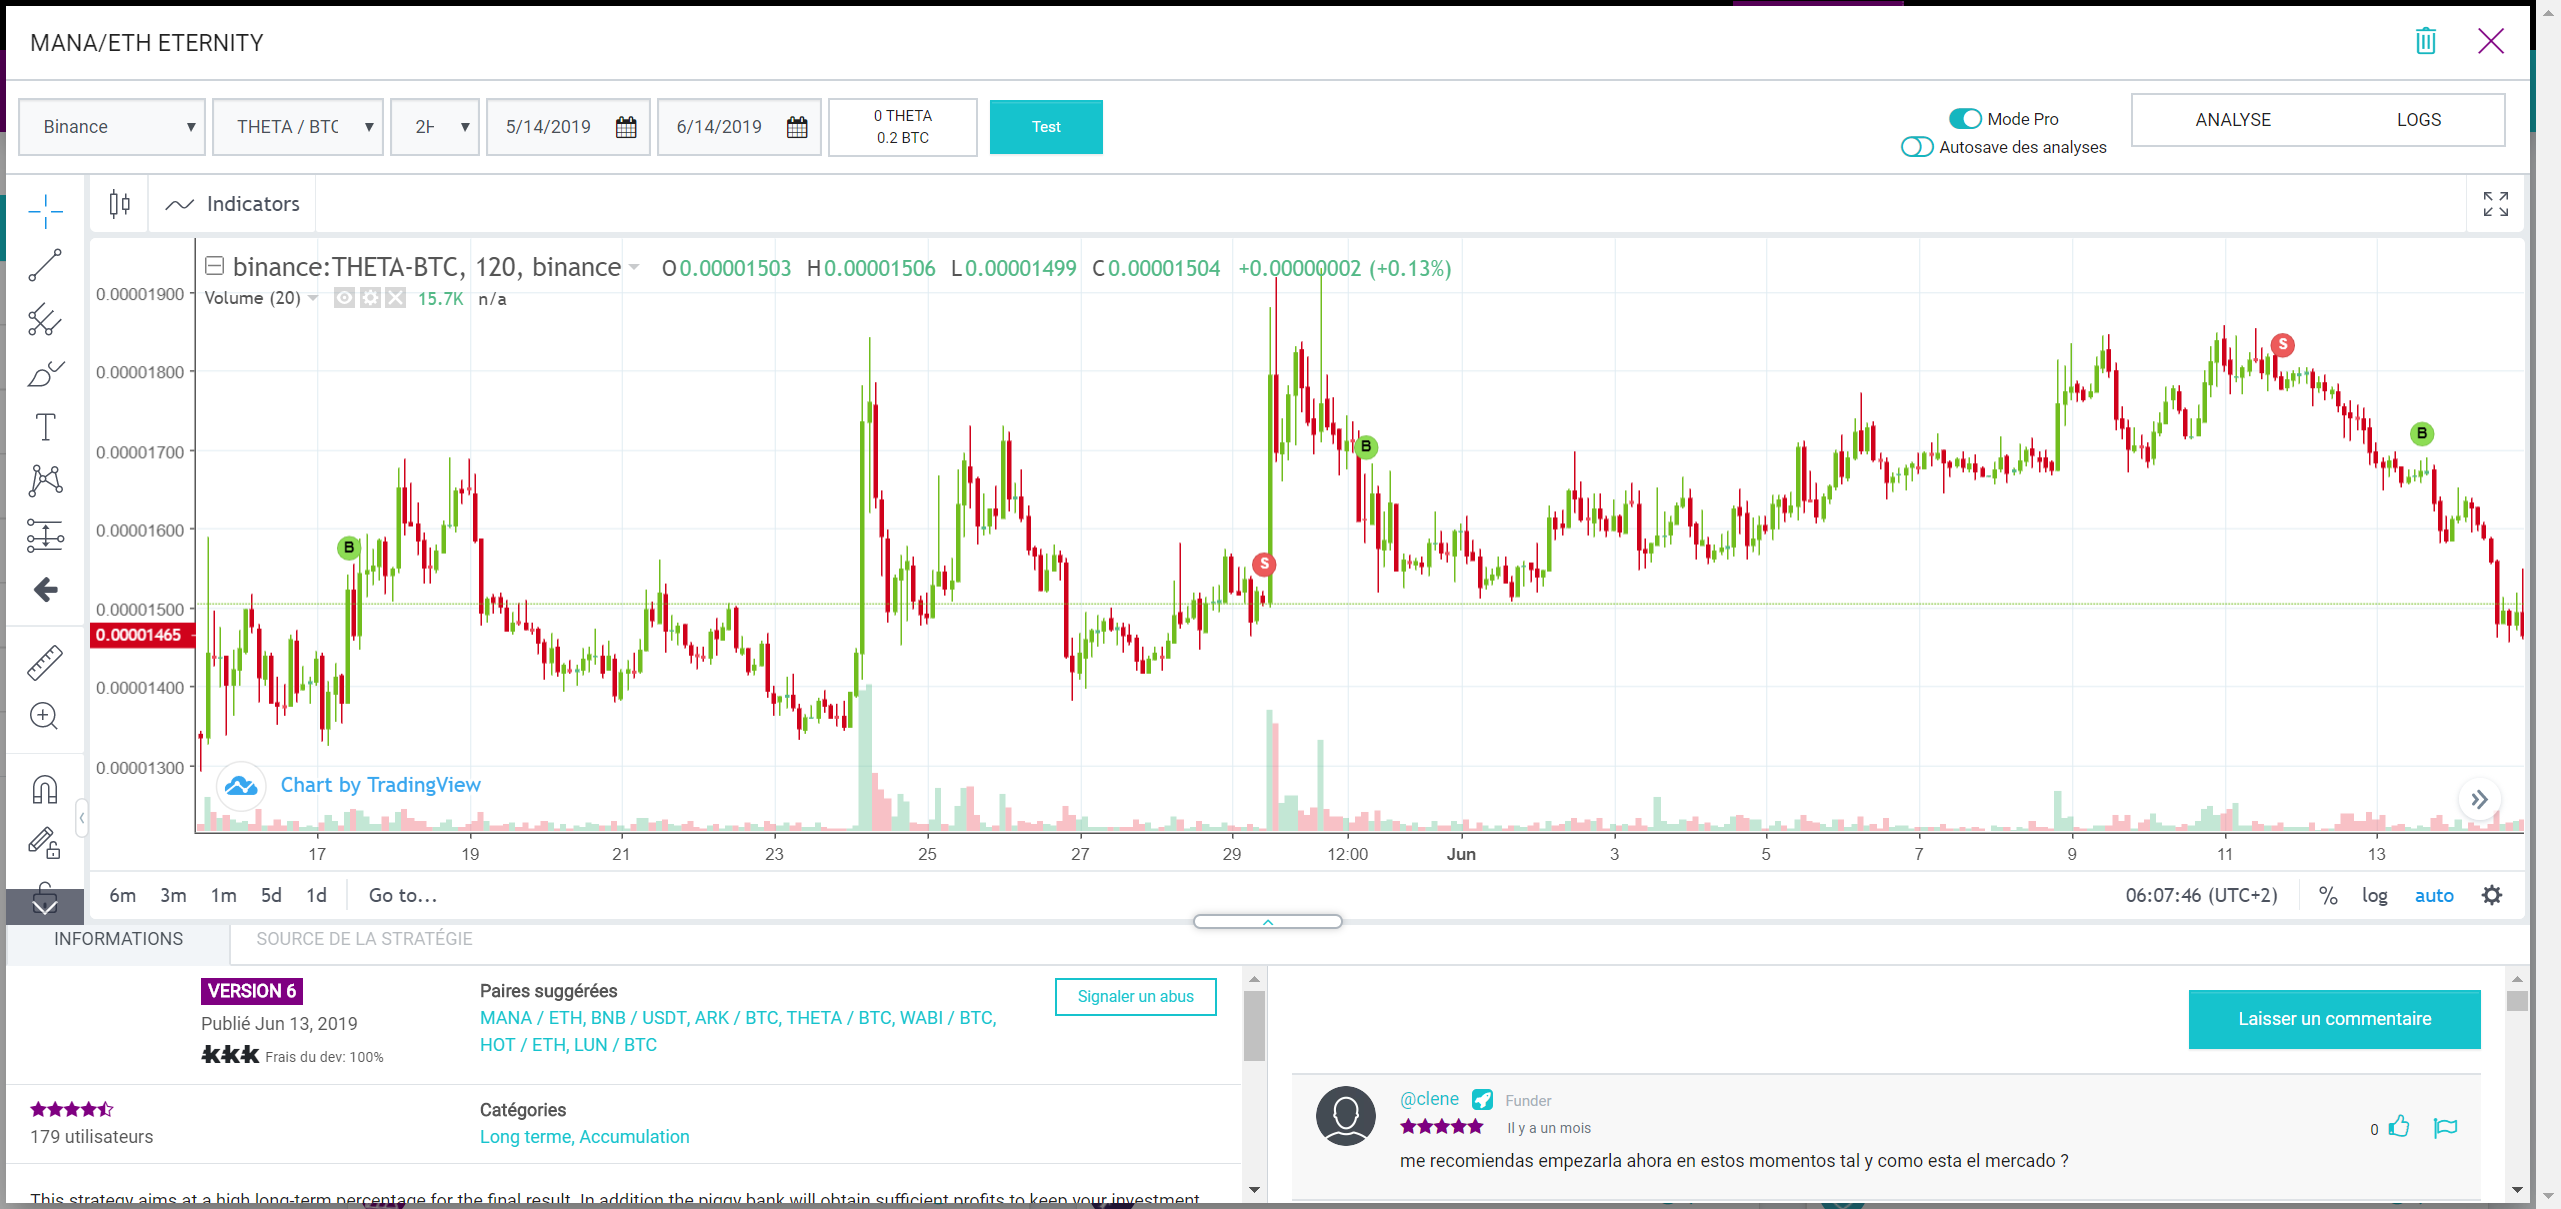 MANA/ETH ETERNITY
Binance
THETA / BTC
2H
5/14/2019
6/14/2019
0 THETA
0.2 BTC
Test
Mode Pro
Autosave des analyses
ANALYSE
LOGS
Indicators
binance:THETA-BTC, 120, binance O0.00001503 H0.00001506 L0.00001499 C0.00001504 +0.00000002 (+0.13%)
Volume (20) 15.7K n/a
0.00001900
0.00001800
0.00001700
0.00001600
0.00001500
0.00001465
0.00001400
0.00001300
B
S
B
S
B
Chart by TradingView
17 19 21 23 25 27 29 12:00 Jun 3 5 7 9 11 13
6m 3m 1m 5d 1d Go to...
06:07:46 (UTC+2) % log auto
INFORMATIONS
SOURCE DE LA STRATÉGIE
VERSION 6
Publié Jun 13, 2019
Frais du dev: 100%
Paires suggérées
MANA / ETH, BNB / USDT, ARK / BTC, THETA / BTC, WABI / BTC,
HOT / ETH, LUN / BTC
Signaler un abus
179 utilisateurs
Catégories
Long terme, Accumulation
This strategy aims at a high long-term percentage for the final result. In addition the piggy bank will obtain sufficient profits to keep your investment
Laisser un commentaire
@clene Funder
Il y a un mois
0
me recomiendas empezarla ahora en estos momentos tal y como esta el mercado ?